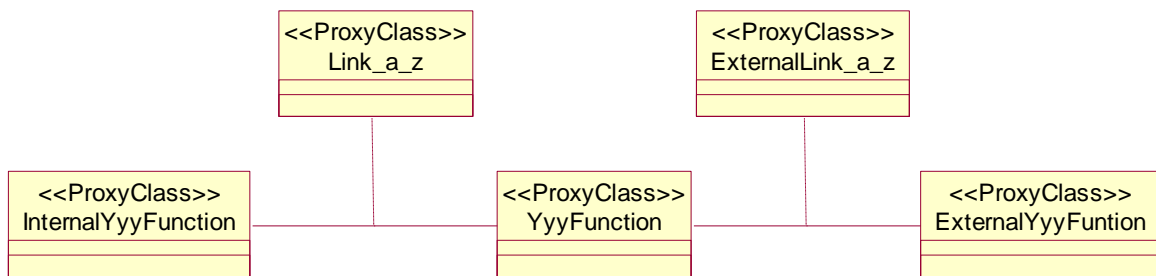 <<ProxyClass>>
Link_a_z
<<ProxyClass>>
ExternalLink_a_z
<<ProxyClass>>
InternalYyyFunction
<<ProxyClass>>
YyyFunction
<<ProxyClass>>
ExternalYyyFuntion